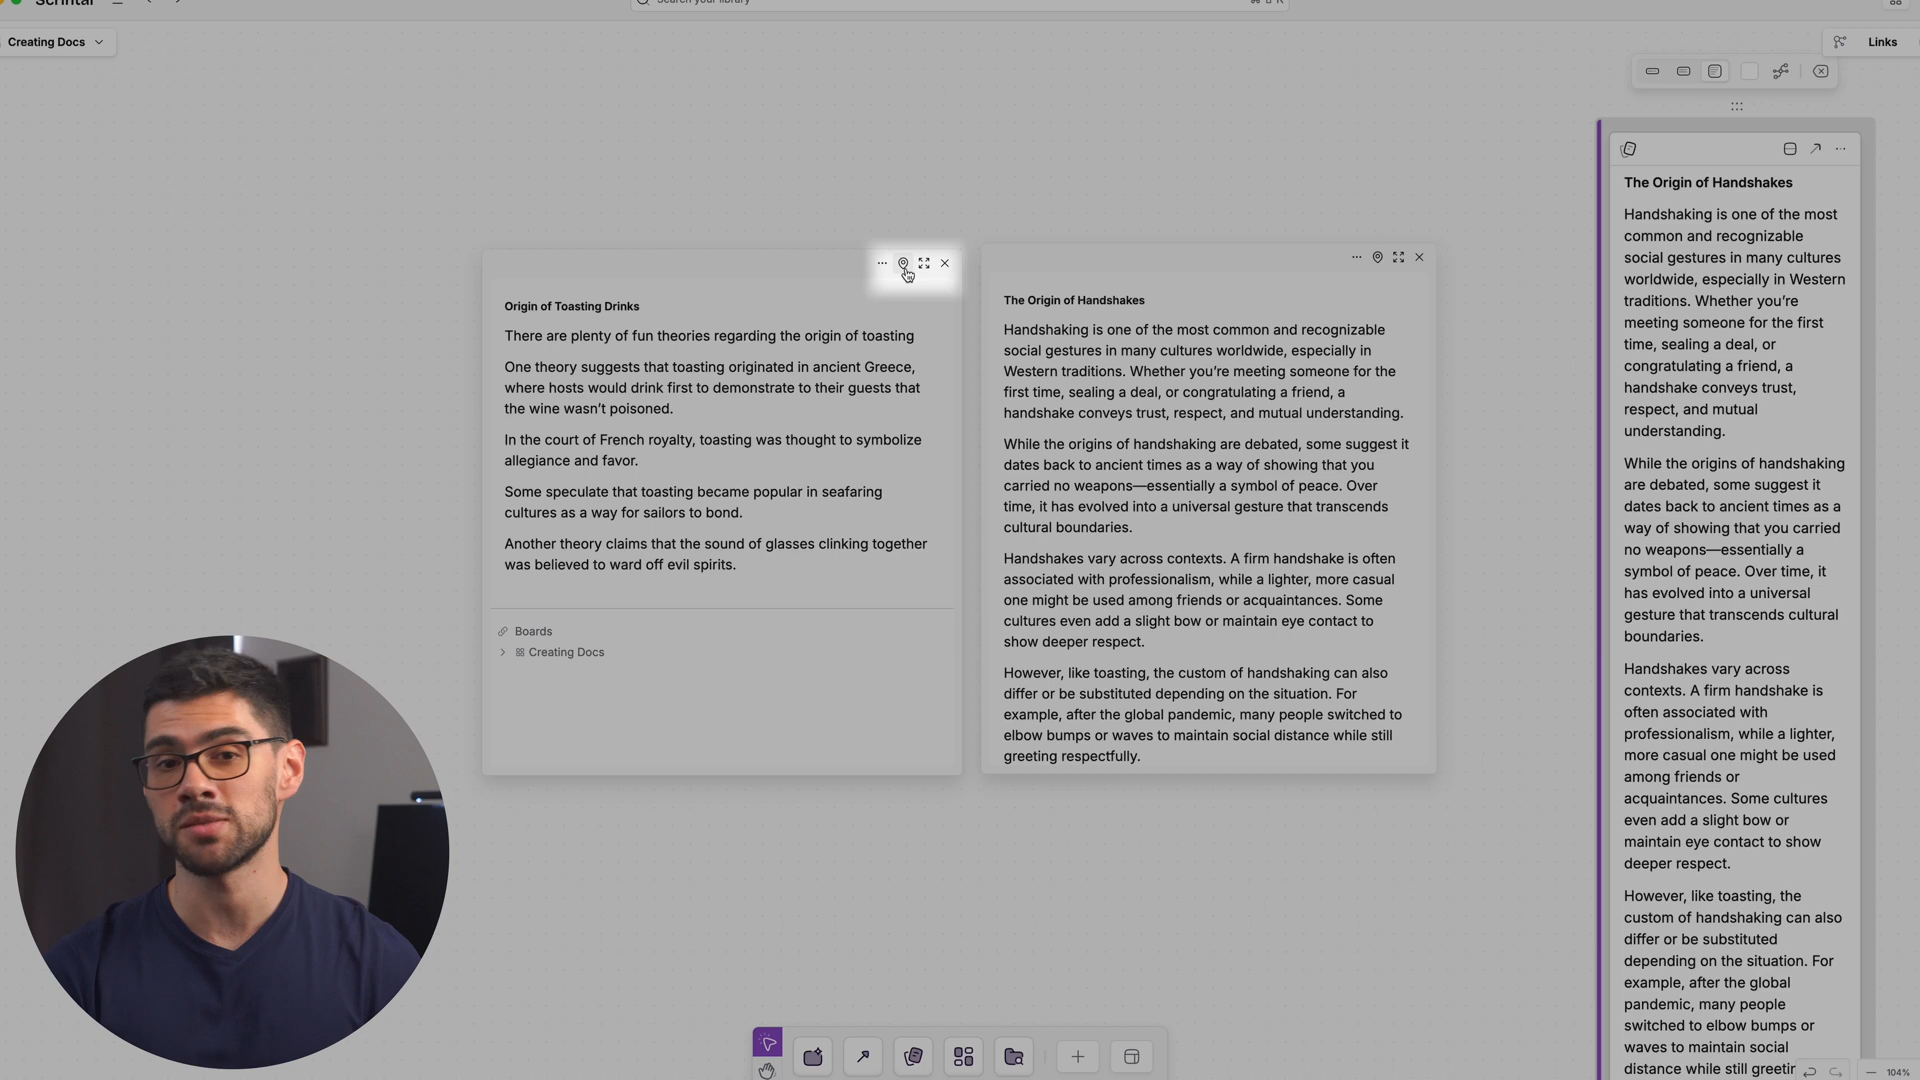 Scrintal
Search your library
Creating Docs
Links
Origin of Toasting Drinks
There are plenty of fun theories regarding the origin of toasting
One theory suggests that toasting originated in ancient Greece,
where hosts would drink first to demonstrate to their guests that
the wine wasn’t poisoned.
In the court of French royalty, toasting was thought to symbolize
allegiance and favor.
Some speculate that toasting became popular in seafaring
cultures as a way for sailors to bond.
Another theory claims that the sound of glasses clinking together
was believed to ward off evil spirits.
Boards
Creating Docs
The Origin of Handshakes
Handshaking is one of the most common and recognizable
social gestures in many cultures worldwide, especially in
Western traditions. Whether you’re meeting someone for the
first time, sealing a deal, or congratulating a friend, a
handshake conveys trust, respect, and mutual understanding.
While the origins of handshaking are debated, some suggest it
dates back to ancient times as a way of showing that you
carried no weapons—essentially a symbol of peace. Over
time, it has evolved into a universal gesture that transcends
cultural boundaries.
Handshakes vary across contexts. A firm handshake is often
associated with professionalism, while a lighter, more casual
one might be used among friends or acquaintances. Some
cultures even add a slight bow or maintain eye contact to
show deeper respect.
However, like toasting, the custom of handshaking can also
differ or be substituted depending on the situation. For
example, after the global pandemic, many people switched to
elbow bumps or waves to maintain social distance while still
greeting respectfully.
The Origin of Handshakes
Handshaking is one of the most
common and recognizable
social gestures in many cultures
worldwide, especially in Western
traditions. Whether you’re
meeting someone for the first
time, sealing a deal, or
congratulating a friend, a
handshake conveys trust,
respect, and mutual
understanding.
While the origins of handshaking
are debated, some suggest it
dates back to ancient times as a
way of showing that you carried
no weapons—essentially a
symbol of peace. Over time, it
has evolved into a universal
gesture that transcends cultural
boundaries.
Handshakes vary across
contexts. A firm handshake is
often associated with
professionalism, while a lighter,
more casual one might be used
among friends or
acquaintances. Some cultures
even add a slight bow or
maintain eye contact to show
deeper respect.
However, like toasting, the
custom of handshaking can also
differ or be substituted
depending on the situation. For
example, after the global
pandemic, many people
switched to elbow bumps or
waves to maintain social
distance while still greetin
104%